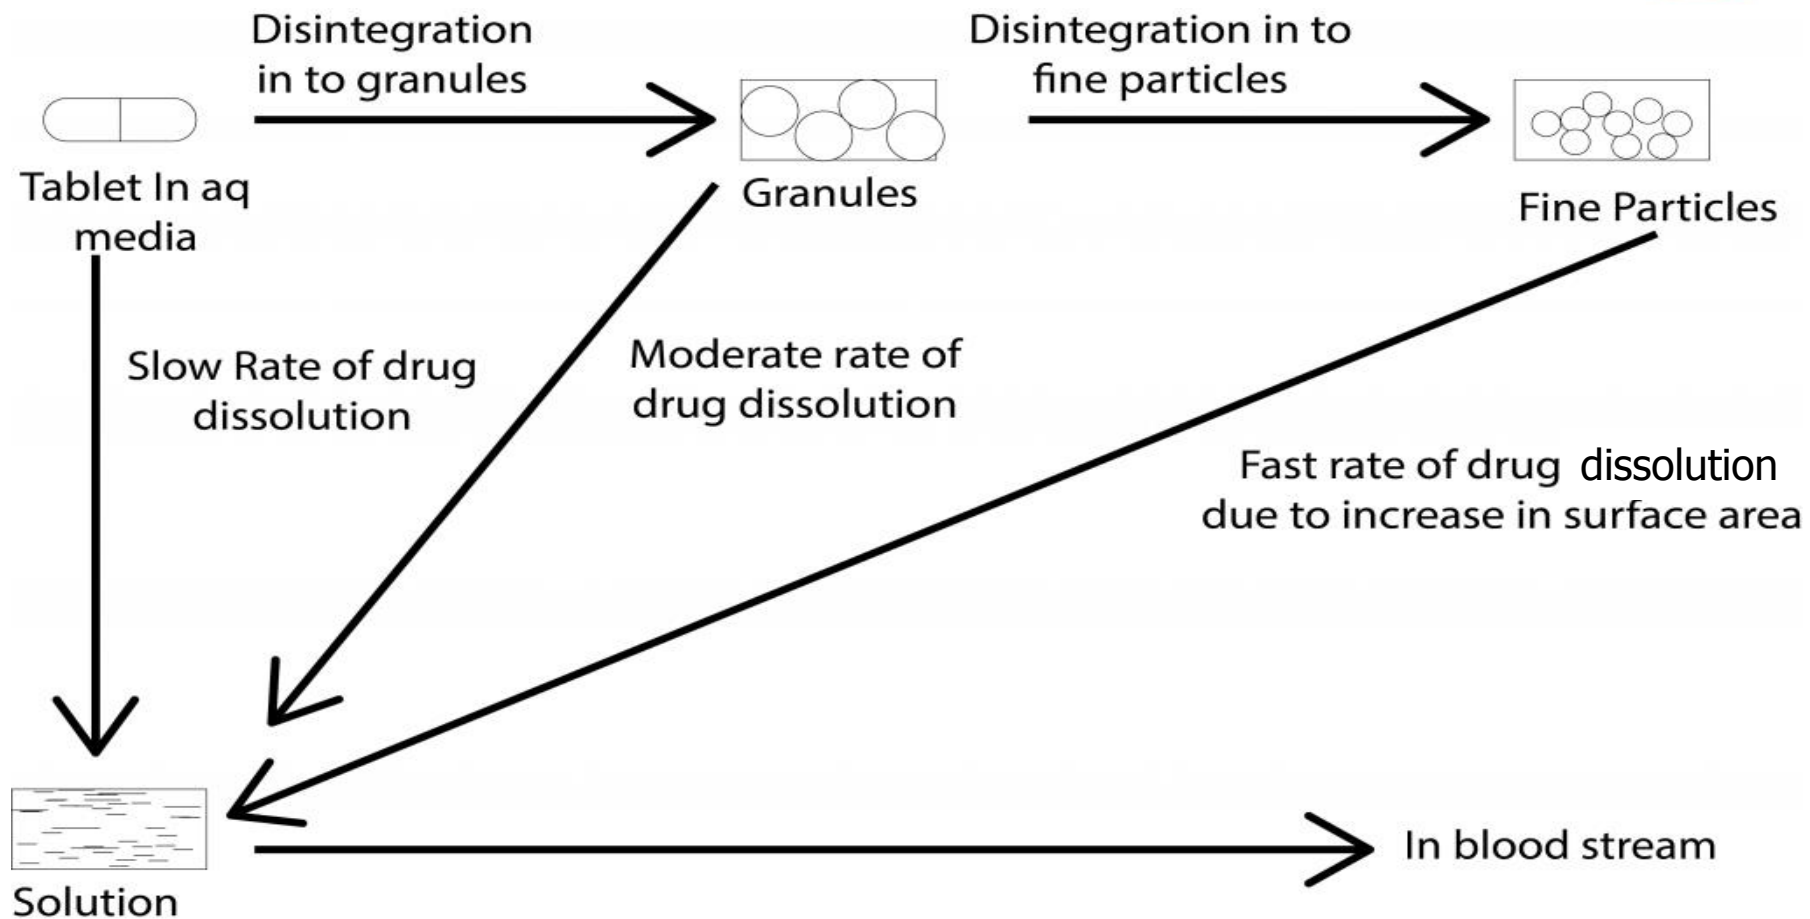 Disintegration
in to granules
Disintegration in to
fine particles
Tablet In aq
media
Granules
Fine Particles
Slow Rate of drug
dissolution
Moderate rate of
drug dissolution
Fast rate of drug dissolution
due to increase in surface area
Solution
In blood stream